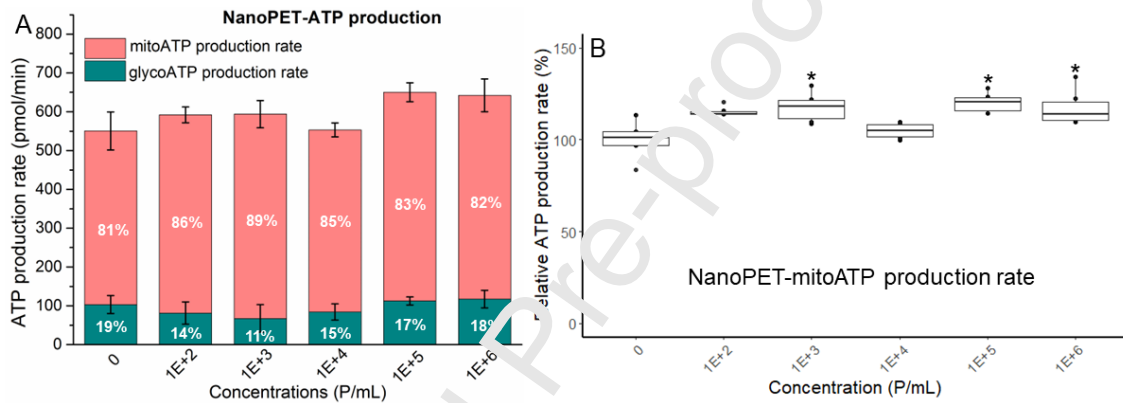 A
NanoPET-ATP production
mitoATP production rate
glycoATP production rate
ATP production rate (pmol/min)
800
700
600
500
400
300
200
100
0
81%
86%
89%
85%
83%
82%
19%
14%
11%
15%
17%
18%
0
1E+2
1E+3
1E+4
1E+5
1E+6
Concentrations (P/mL)
B
Relative ATP production rate (%)
150
100
50
0
*
*
*
NanoPET-mitoATP production rate
0
1E+2
1E+3
1E+4
1E+5
1E+6
Concentration (P/mL)
Pre-proo